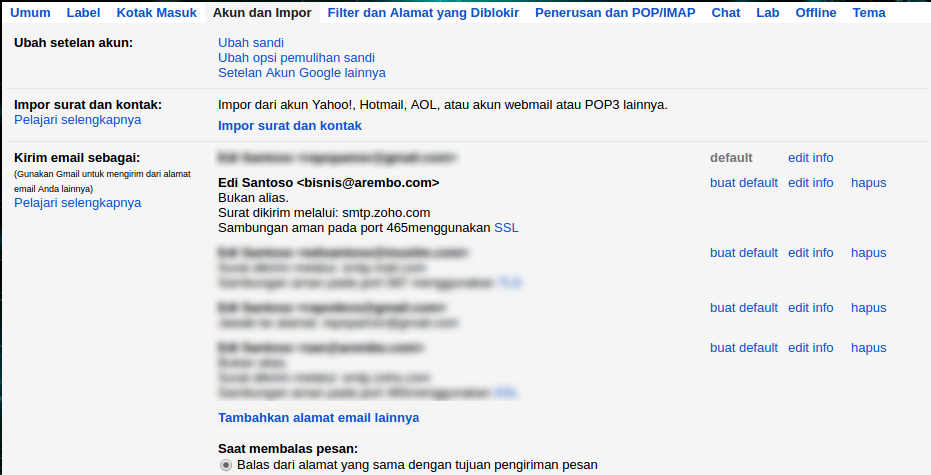 Umum Label Kotak Masuk Akun dan Impor Filter dan Alamat yang Diblokir Penerusan dan POP/IMAP Chat Lab Offline Tema
Ubah setelan akun: Ubah sandi
Ubah opsi pemulihan sandi
Setelan Akun Google lainnya
Impor surat dan kontak: Impor dari akun Yahoo!, Hotmail, AOL, atau akun webmail atau POP3 lainnya.
Pelajari selengkapnya
Impor surat dan kontak
Kirim email sebagai: default edit info
(Gunakan Gmail untuk mengirim dari alamat
email Anda lainnya)
Pelajari selengkapnya
Edi Santoso <bisnis@arembo.com> buat default edit info hapus
Bukan alias.
Surat dikirim melalui: smtp.zoho.com
Sambungan aman pada port 465menggunakan SSL
buat default edit info hapus
buat default edit info hapus
buat default edit info hapus
Tambahkan alamat email lainnya
Saat membalas pesan:
Balas dari alamat yang sama dengan tujuan pengiriman pesan